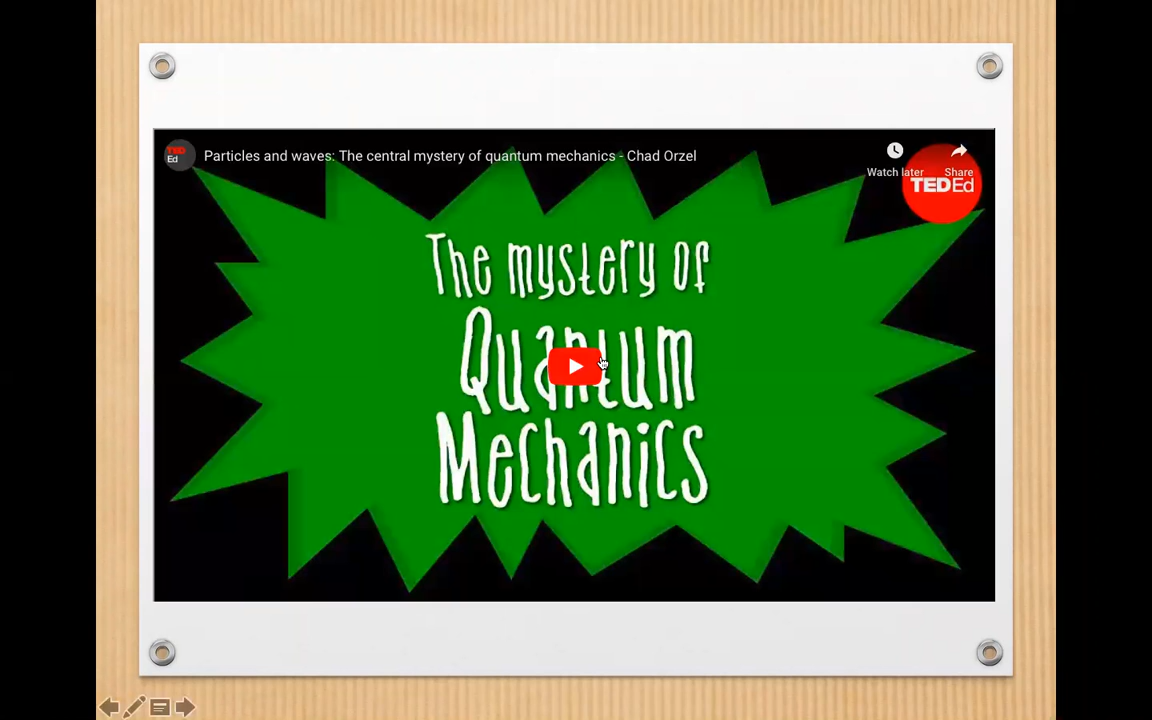 TED
Ed
Particles and waves: The central mystery of quantum mechanics - Chad Orzel
Watch later
Share
TEDEd
The mystery of
Quantum
Mechanics